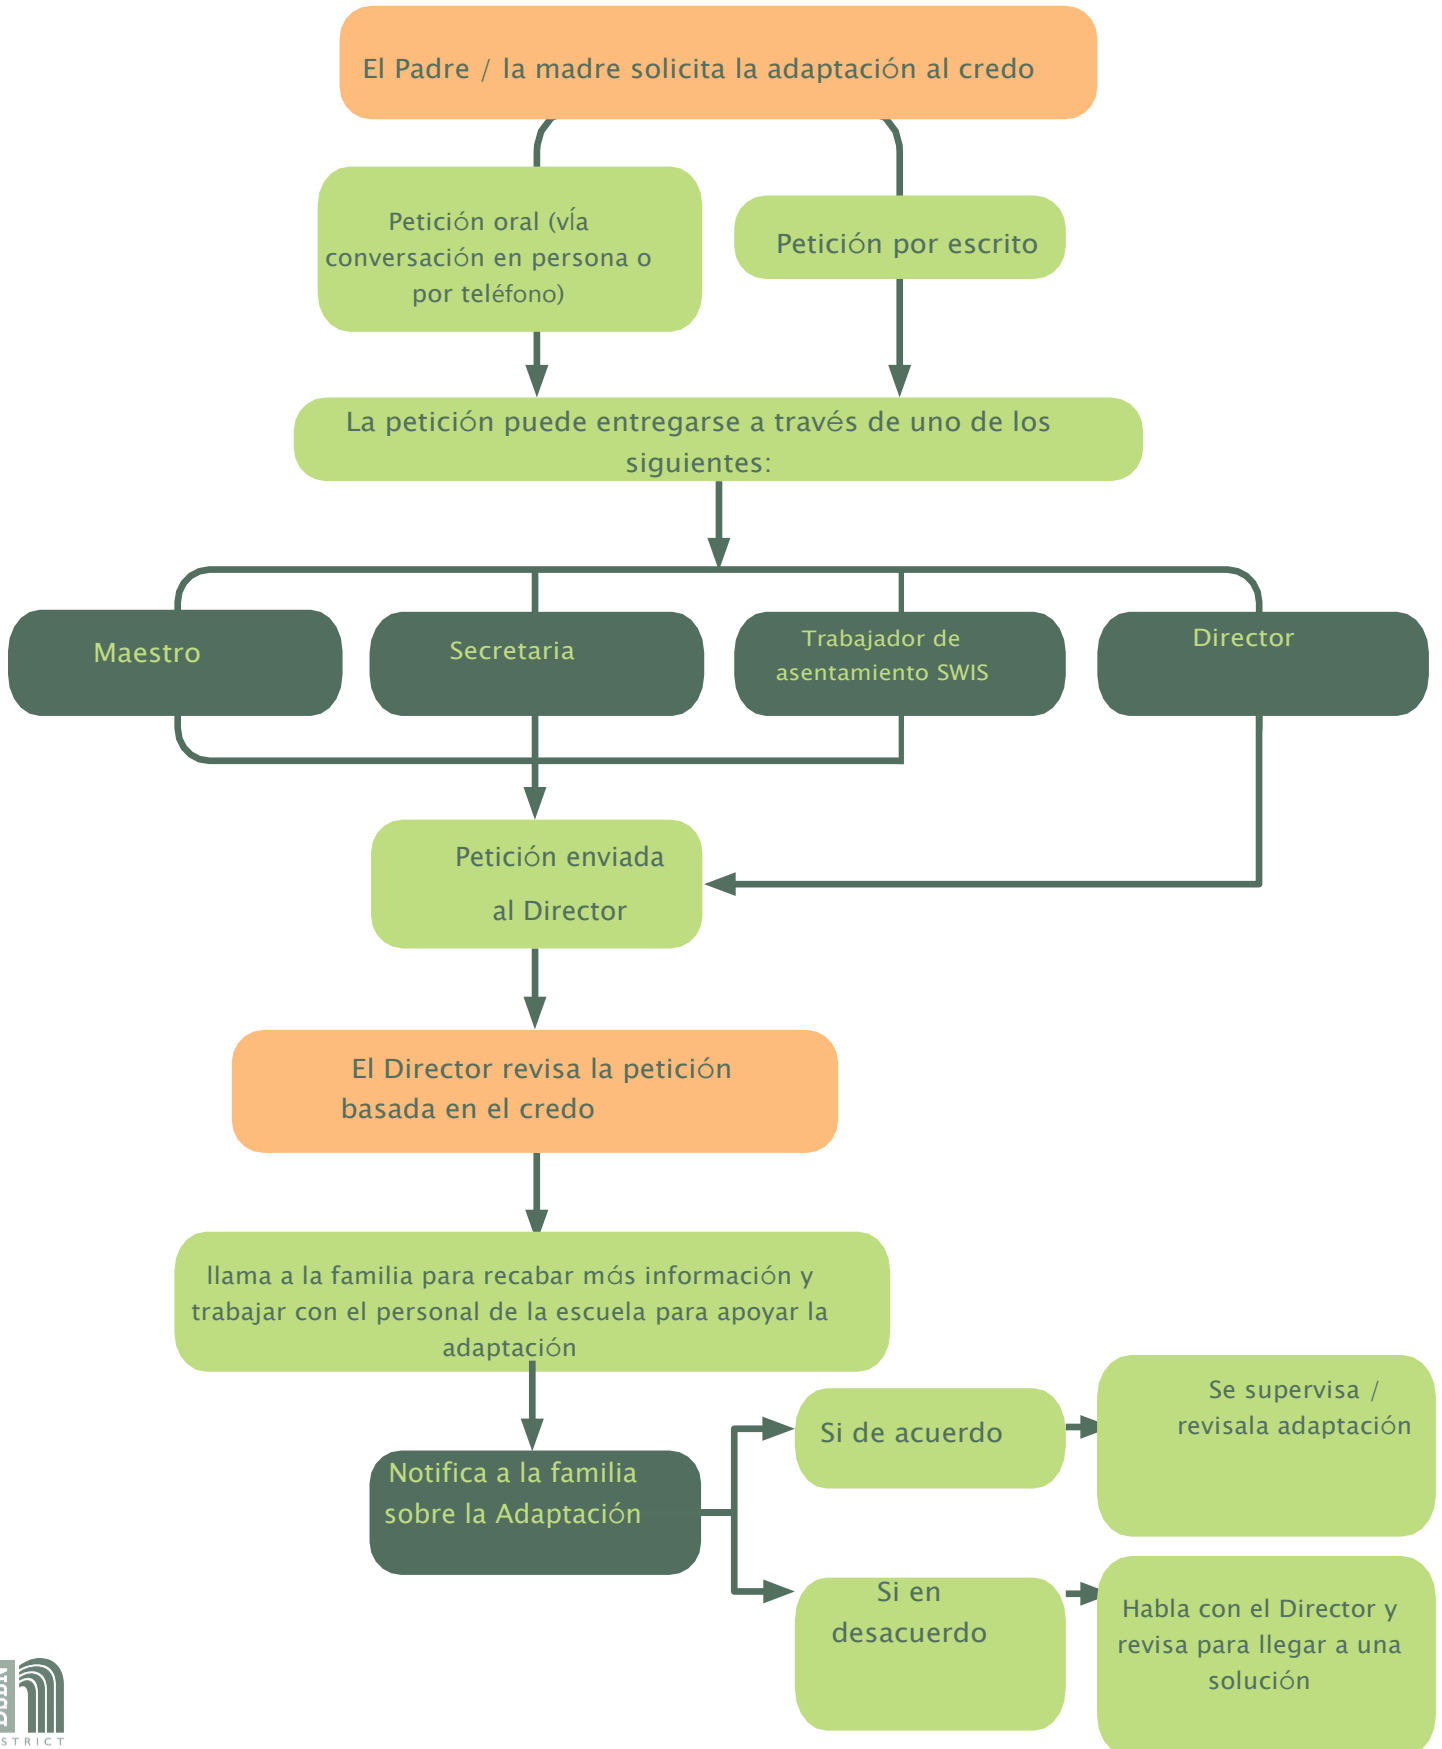 El Padre / la madre solicita la adaptación al credo
Petición oral (vía
conversación en persona o
por teléfono)
Petición por escrito
La petición puede entregarse a través de uno de los
siguientes:
Maestro
Secretaria
Trabajador de
asentamiento SWIS
Director
Petición enviada
al Director
El Director revisa la petición
basada en el credo
llama a la familia para recabar más información y
trabajar con el personal de la escuela para apoyar la
adaptación
Notifica a la familia
sobre la Adaptación
Si de acuerdo
Se supervisa /
revisala adaptación
Si en
desacuerdo
Habla con el Director y
revisa para llegar a una
solución
DSBN
STRICT